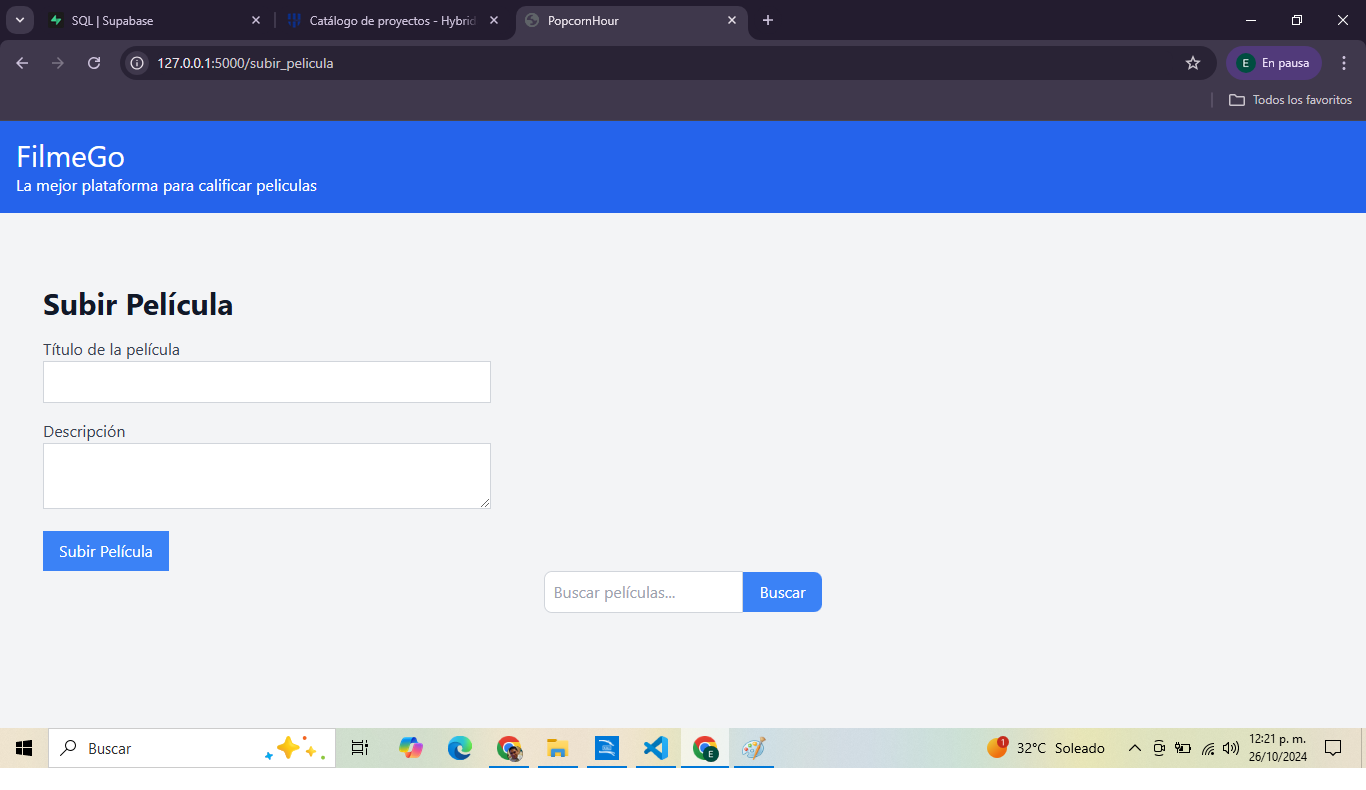 SQL | Supabase
Catálogo de proyectos - Hybrid
PopcornHour
127.0.0.1:5000/subir_pelicula
E
En pausa
Todos los favoritos
FilmeGo
La mejor plataforma para calificar peliculas
Subir Película
Título de la película
Descripción
Subir Película
Buscar películas...
Buscar
Buscar
E
1
32°C Soleado
12:21 p. m.
26/10/2024